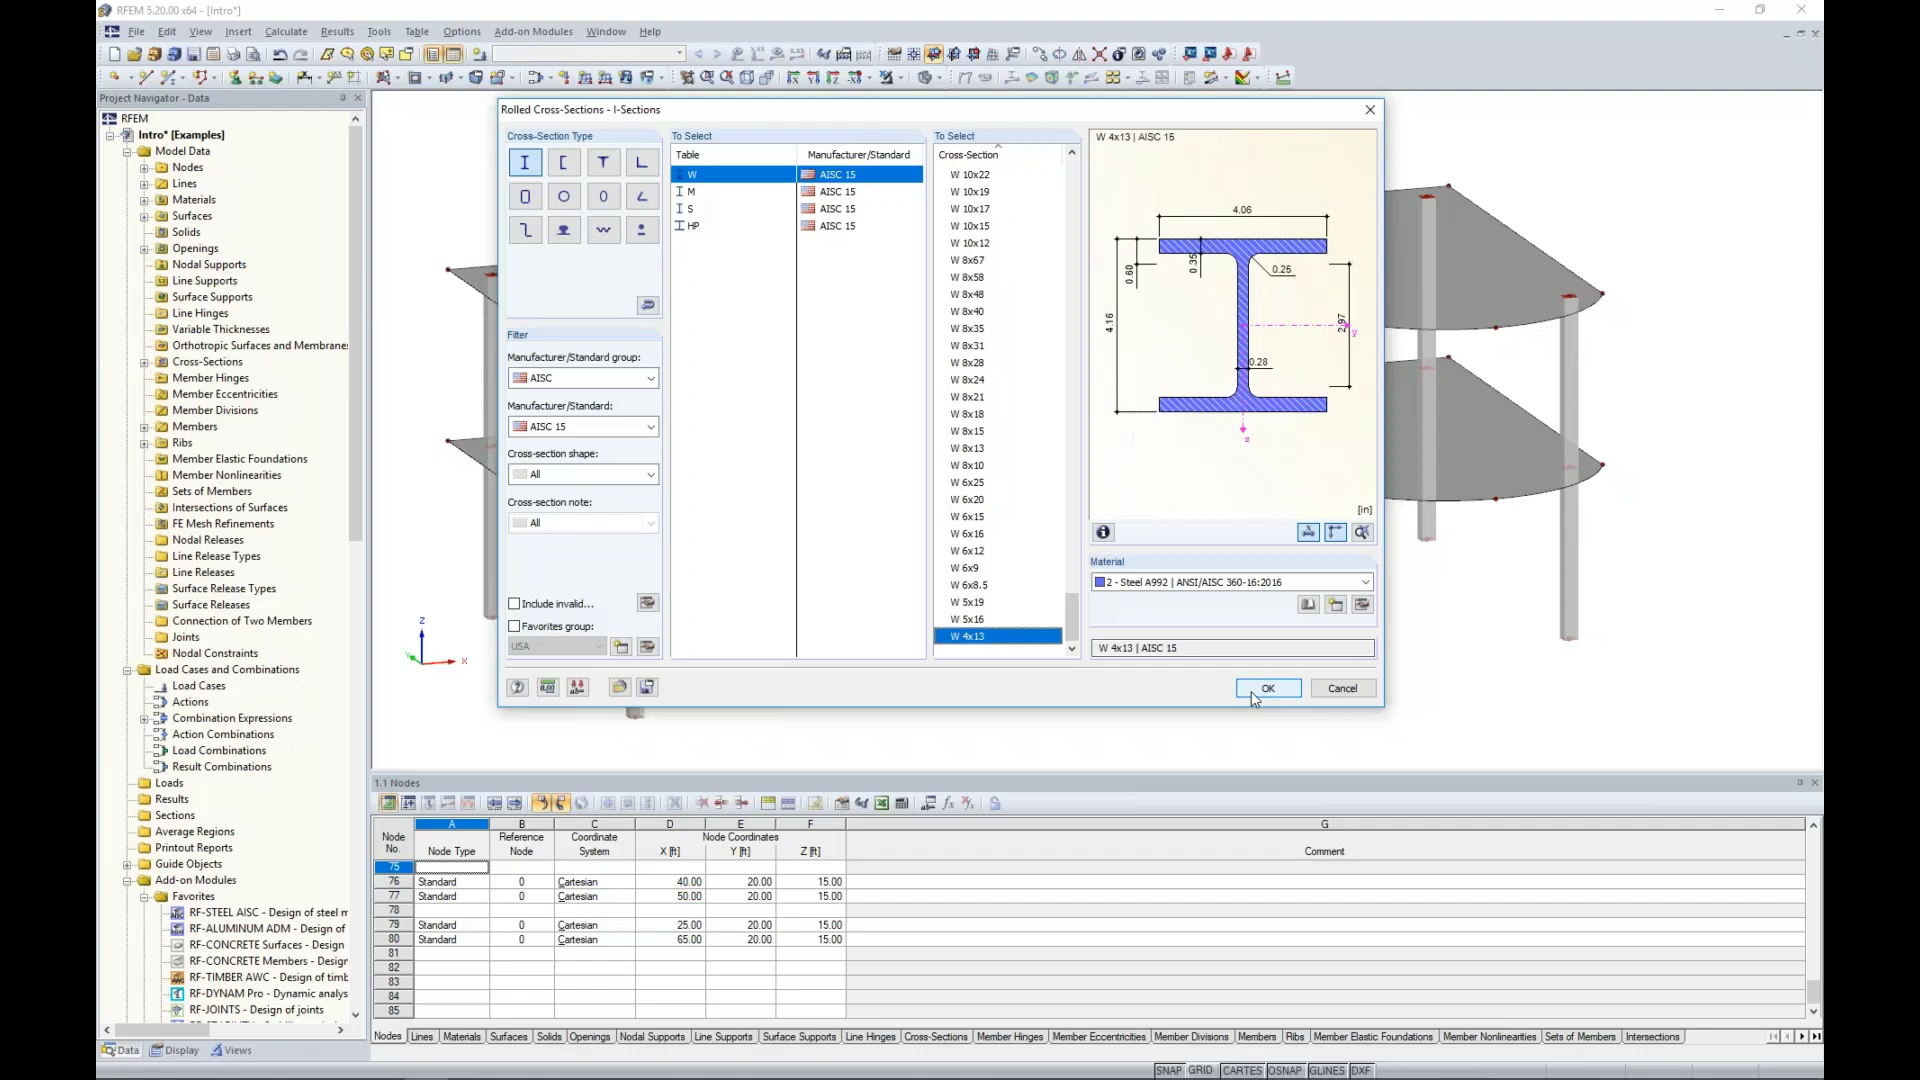 RFEM 5.20.00 x64 - [Intro*]
File Edit View Insert Calculate Results Tools Table Options Add-on Modules Window Help
Project Navigator - Data
RFEM
Intro* [Examples]
Model Data
Nodes
Lines
Materials
Surfaces
Solids
Openings
Nodal Supports
Line Supports
Surface Supports
Line Hinges
Variable Thicknesses
Orthotropic Surfaces and Membranes
Cross-Sections
Member Hinges
Member Eccentricities
Member Divisions
Members
Ribs
Member Elastic Foundations
Member Nonlinearities
Sets of Members
Intersections of Surfaces
FE Mesh Refinements
Nodal Releases
Line Release Types
Line Releases
Surface Release Types
Surface Releases
Connection of Two Members
Joints
Nodal Constraints
Load Cases and Combinations
Load Cases
Actions
Combination Expressions
Action Combinations
Load Combinations
Result Combinations
Loads
Results
Sections
Average Regions
Printout Reports
Guide Objects
Add-on Modules
Favorites
RF-STEEL AISC - Design of steel m
RF-ALUMINUM ADM - Design of
RF-CONCRETE Surfaces - Design
RF-CONCRETE Members - Design
RF-TIMBER AWC - Design of timb
RF-DYNAM Pro - Dynamic analys
RF-JOINTS - Design of joints
Data Display Views
Rolled Cross-Sections - I-Sections
Cross-Section Type
Filter
Manufacturer/Standard group:
AISC
Manufacturer/Standard:
AISC 15
Cross-section shape:
All
Cross-section note:
All
Include invalid...
Favorites group:
USA
To Select
Table Manufacturer/Standard
W AISC 15
M AISC 15
S AISC 15
HP AISC 15
To Select
Cross-Section
W 10x22
W 10x19
W 10x17
W 10x15
W 10x12
W 8x67
W 8x58
W 8x48
W 8x40
W 8x35
W 8x31
W 8x28
W 8x24
W 8x21
W 8x18
W 8x15
W 8x13
W 8x10
W 6x25
W 6x20
W 6x15
W 6x16
W 6x12
W 6x9
W 6x8.5
W 5x19
W 5x16
W 4x13
W 4x13 | AISC 15
4.06
0.60
0.35
0.25
4.16
2.97
y
0.28
z
[in]
Material
2 - Steel A992 | ANSI/AISC 360-16:2016
W 4x13 | AISC 15
OK Cancel
Z
Y
X
1.1 Nodes
A B C D E F G
Node No. Node Type Reference Node Coordinate System Node Coordinates X [ft] Y [ft] Z [ft] Comment
75
76 Standard 0 Cartesian 40.00 20.00 15.00
77 Standard 0 Cartesian 50.00 20.00 15.00
78
79 Standard 0 Cartesian 25.00 20.00 15.00
80 Standard 0 Cartesian 65.00 20.00 15.00
81
82
83
84
85
Nodes Lines Materials Surfaces Solids Openings Nodal Supports Line Supports Surface Supports Line Hinges Cross-Sections Member Hinges Member Eccentricities Member Divisions Members Ribs Member Elastic Foundations Member Nonlinearities Sets of Members Intersections
SNAP GRID CARTES OSNAP GLINES DXF